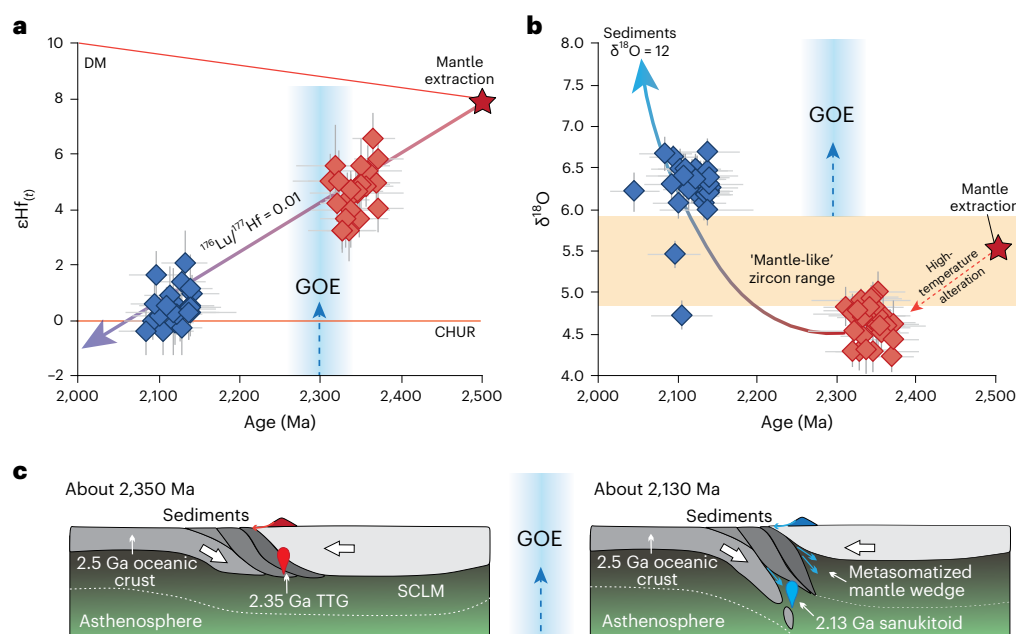 a
10
8
6
4
2
0
−2
εHf(t)
DM
Mantle
extraction
176Lu/177Hf = 0.01
GOE
CHUR
2,000
2,100
2,200
2,300
2,400
2,500
Age (Ma)
b
8.0
7.5
7.0
6.5
6.0
5.5
5.0
4.5
4.0
δ18O
Sediments
δ18O = 12
GOE
Mantle
extraction
'Mantle-like'
zircon range
High-
temperature
alteration
2,000
2,100
2,200
2,300
2,400
2,500
Age (Ma)
c
About 2,350 Ma
Sediments
2.5 Ga oceanic
crust
2.35 Ga TTG
SCLM
Asthenosphere
GOE
About 2,130 Ma
Sediments
2.5 Ga oceanic
crust
Metasomatized
mantle wedge
2.13 Ga sanukitoid
Asthenosphere